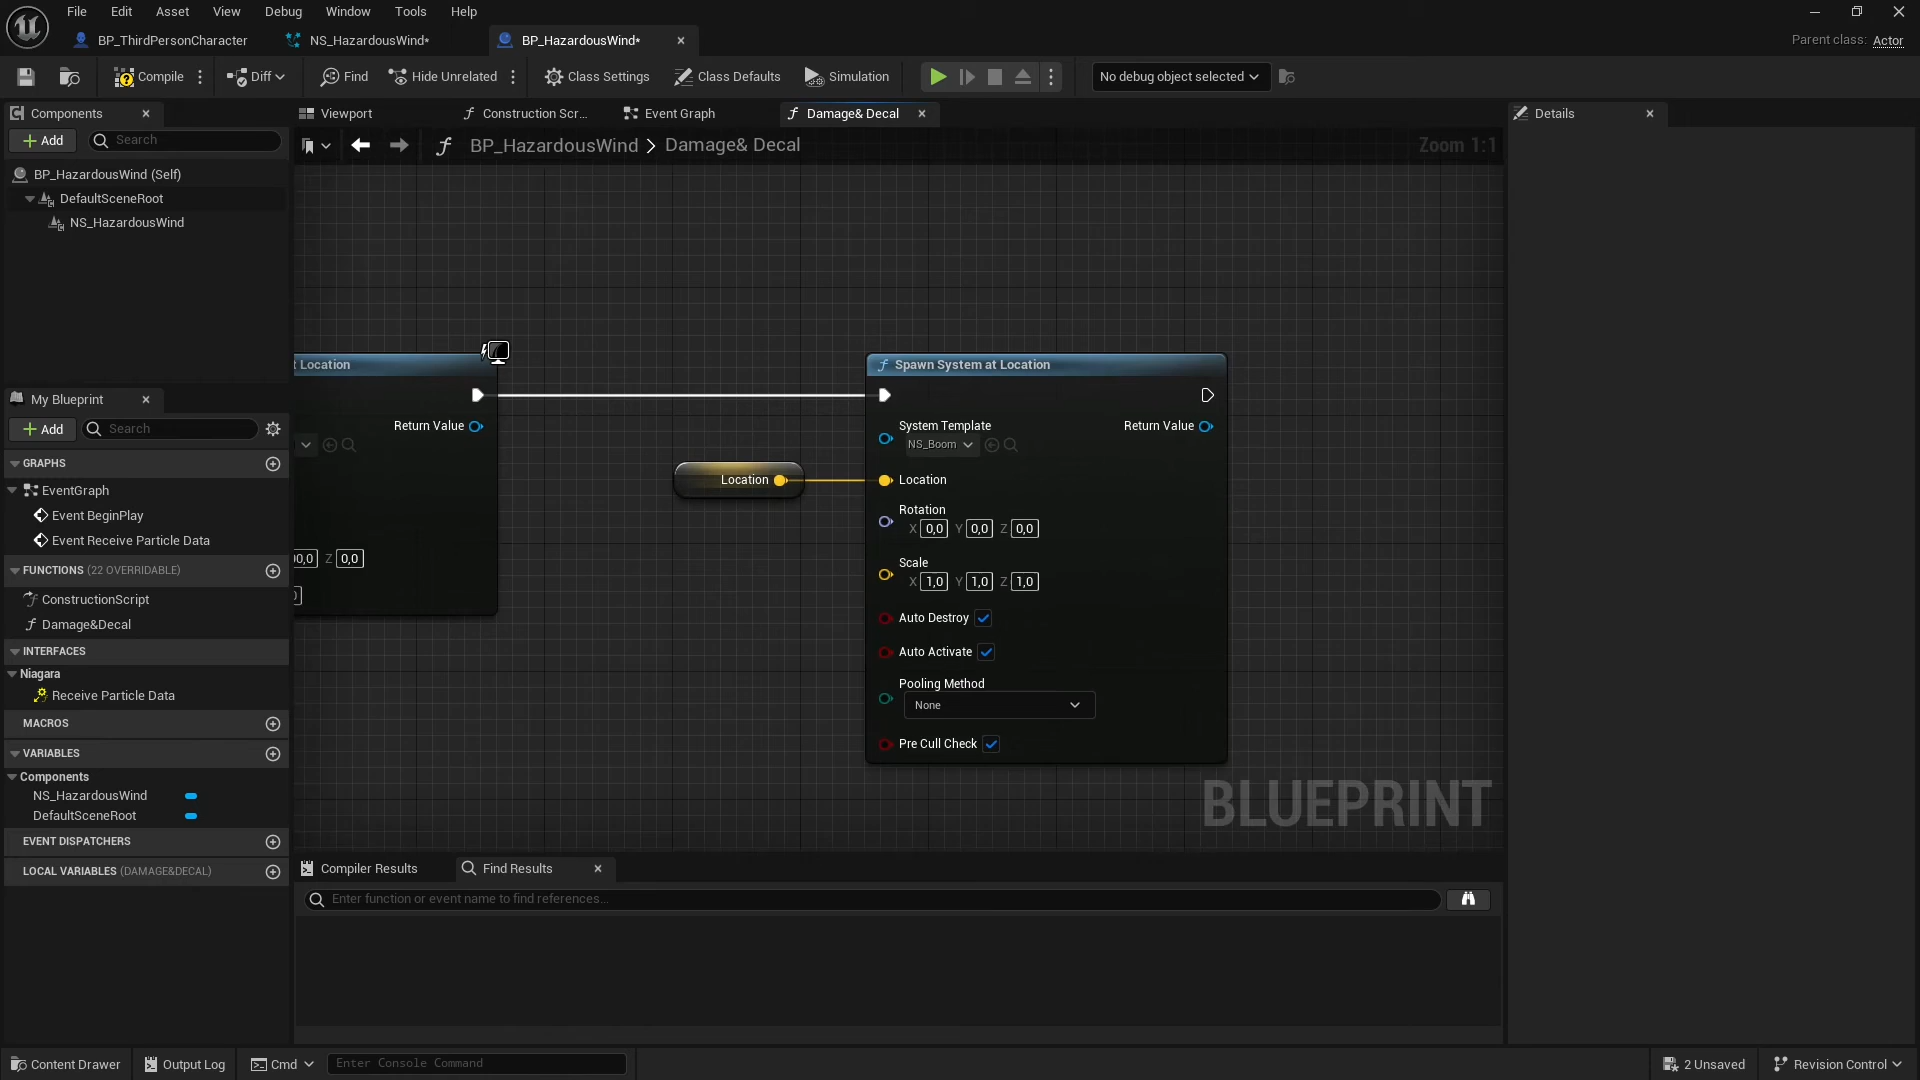 File Edit Asset View Debug Window Tools Help
BP_ThirdPersonCharacter NS_HazardousWind* BP_HazardousWind* Parent class: Actor
Compile Diff Find Hide Unrelated Class Settings Class Defaults Simulation No debug object selected
Components Viewport Construction Scr... Event Graph Damage& Decal Details
Add Search
BP_HazardousWind > Damage& Decal Zoom 1:1
BP_HazardousWind (Self)
DefaultSceneRoot
NS_HazardousWind
t Location
Return Value
Z 0,0
Location
Spawn System at Location
System Template Return Value
NS_Boom
Location
Rotation
X 0,0 Y 0,0 Z 0,0
Scale
X 1,0 Y 1,0 Z 1,0
Auto Destroy
Auto Activate
Pooling Method
None
Pre Cull Check
BLUEPRINT
My Blueprint
Add Search
GRAPHS
EventGraph
Event BeginPlay
Event Receive Particle Data
FUNCTIONS (22 OVERRIDABLE)
ConstructionScript
Damage&Decal
INTERFACES
Niagara
Receive Particle Data
MACROS
VARIABLES
Components
NS_HazardousWind
DefaultSceneRoot
EVENT DISPATCHERS
LOCAL VARIABLES (DAMAGE&DECAL)
Compiler Results Find Results
Enter function or event name to find references...
Content Drawer Output Log Cmd Enter Console Command 2 Unsaved Revision Control